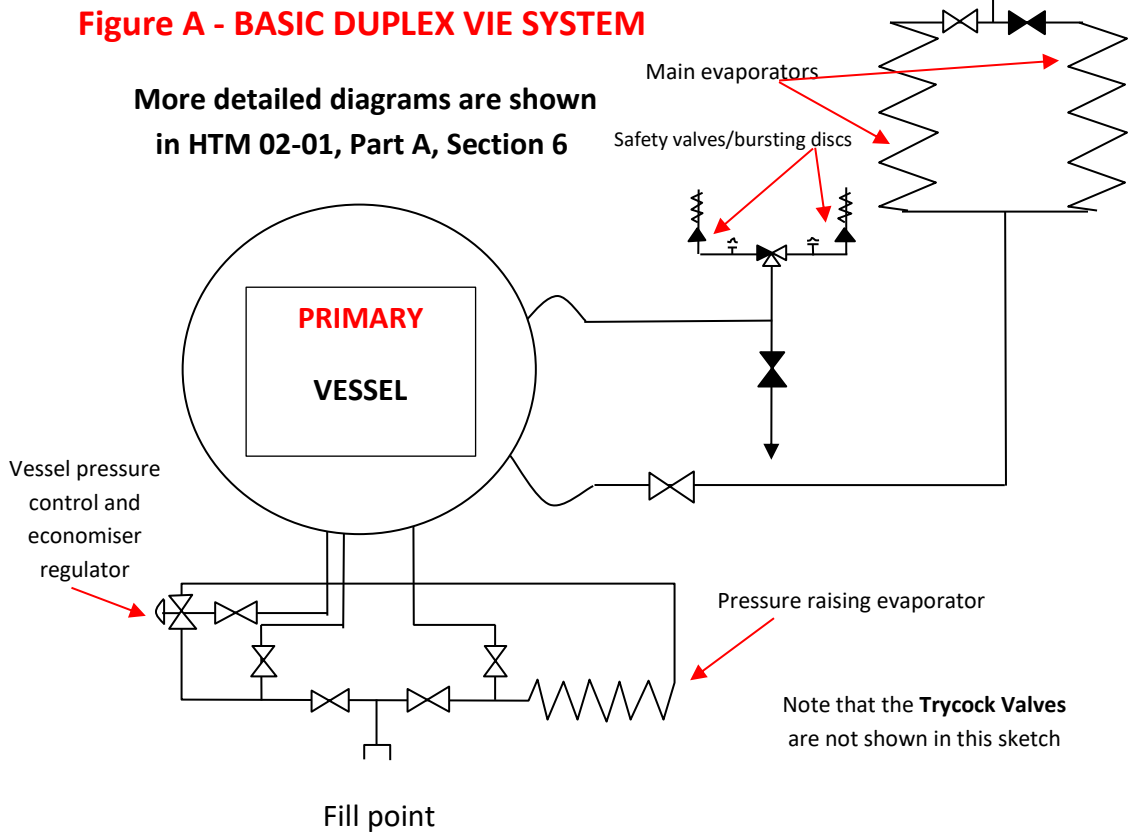 Figure A - BASIC DUPLEX VIE SYSTEM
More detailed diagrams are shown
in HTM 02-01, Part A, Section 6
Main evaporators
Safety valves/bursting discs
PRIMARY
VESSEL
Vessel pressure
control and
economiser
regulator
Pressure raising evaporator
Note that the Trycock Valves
are not shown in this sketch
Fill point